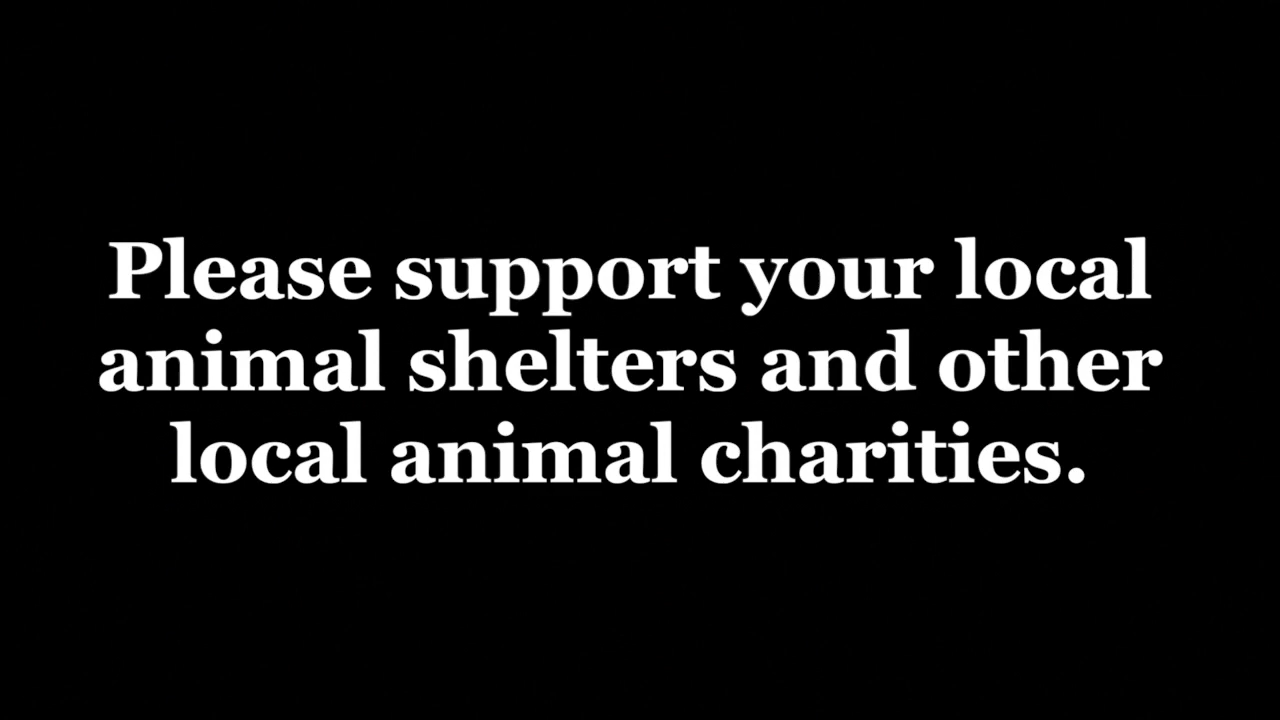 Please support your local
animal shelters and other
local animal charities.